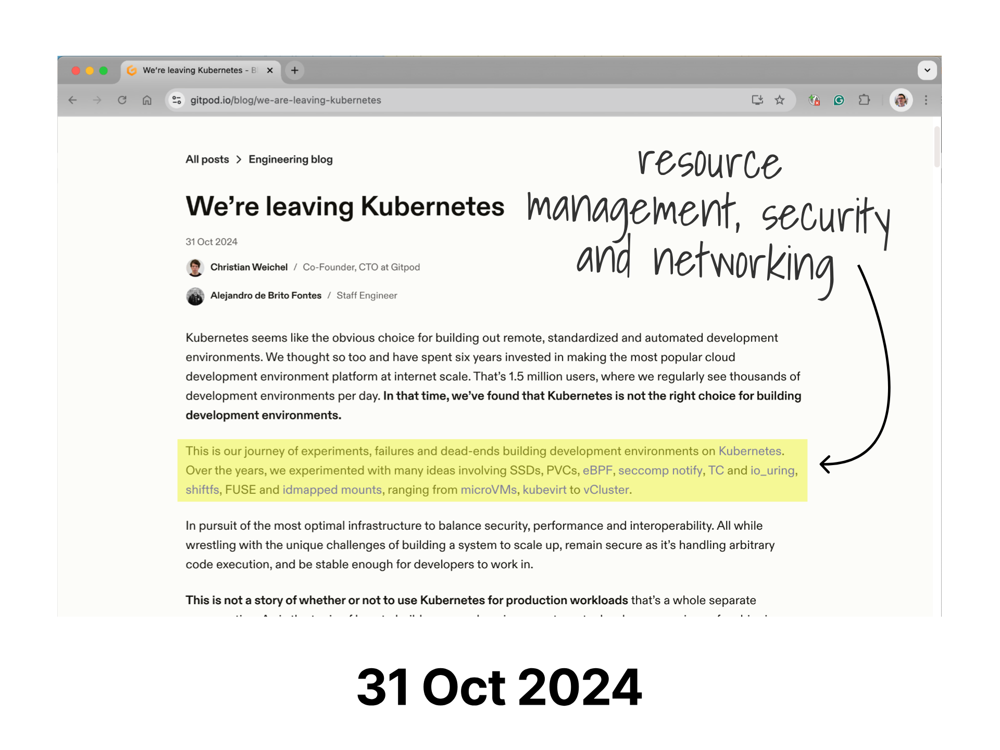 We're leaving Kubernetes - B
gitpod.io/blog/we-are-leaving-kubernetes
All posts > Engineering blog
We're leaving Kubernetes
31 Oct 2024
Christian Weichel / Co-Founder, CTO at Gitpod
Alejandro de Brito Fontes / Staff Engineer
resource
management, security
and networking
Kubernetes seems like the obvious choice for building out remote, standardized and automated development
environments. We thought so too and have spent six years invested in making the most popular cloud
development environment platform at internet scale. That's 1.5 million users, where we regularly see thousands of
development environments per day. In that time, we've found that Kubernetes is not the right choice for building
development environments.
This is our journey of experiments, failures and dead-ends building development environments on Kubernetes.
Over the years, we experimented with many ideas involving SSDs, PVCs, eBPF, seccomp notify, TC and io_uring,
shiftfs, FUSE and idmapped mounts, ranging from microVMs, kubevirt to vCluster.
In pursuit of the most optimal infrastructure to balance security, performance and interoperability. All while
wrestling with the unique challenges of building a system to scale up, remain secure as it's handling arbitrary
code execution, and be stable enough for developers to work in.
This is not a story of whether or not to use Kubernetes for production workloads that's a whole separate
31 Oct 2024